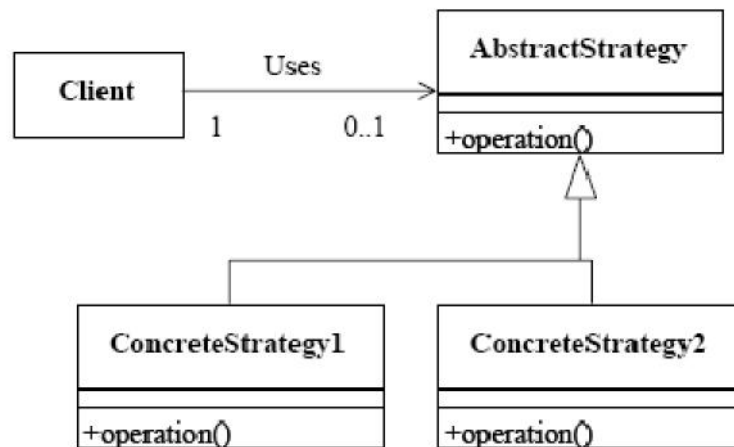 AbstractStrategy
Uses
Client
1
0..1
+operation()
ConcreteStrategy1
ConcreteStrategy2
+operation()
+operation()